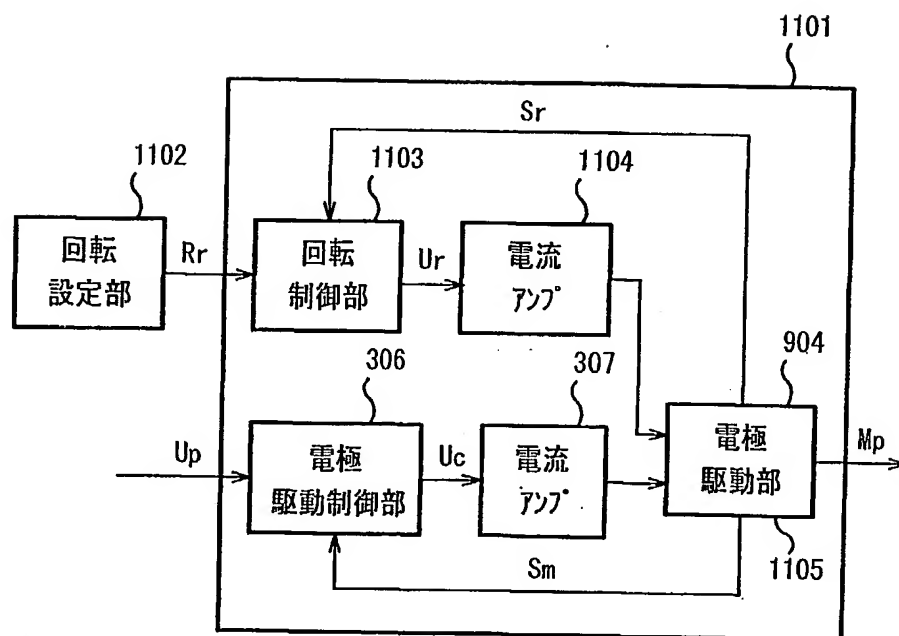 1101
Sr
1102
1103
1104
回転
設定部
Rr
回転
制御部
Ur
電流
アンプ
306
307
904
Up
電極
駆動制御部
Uc
電流
アンプ
電極
駆動部
Mp
Sm
1105